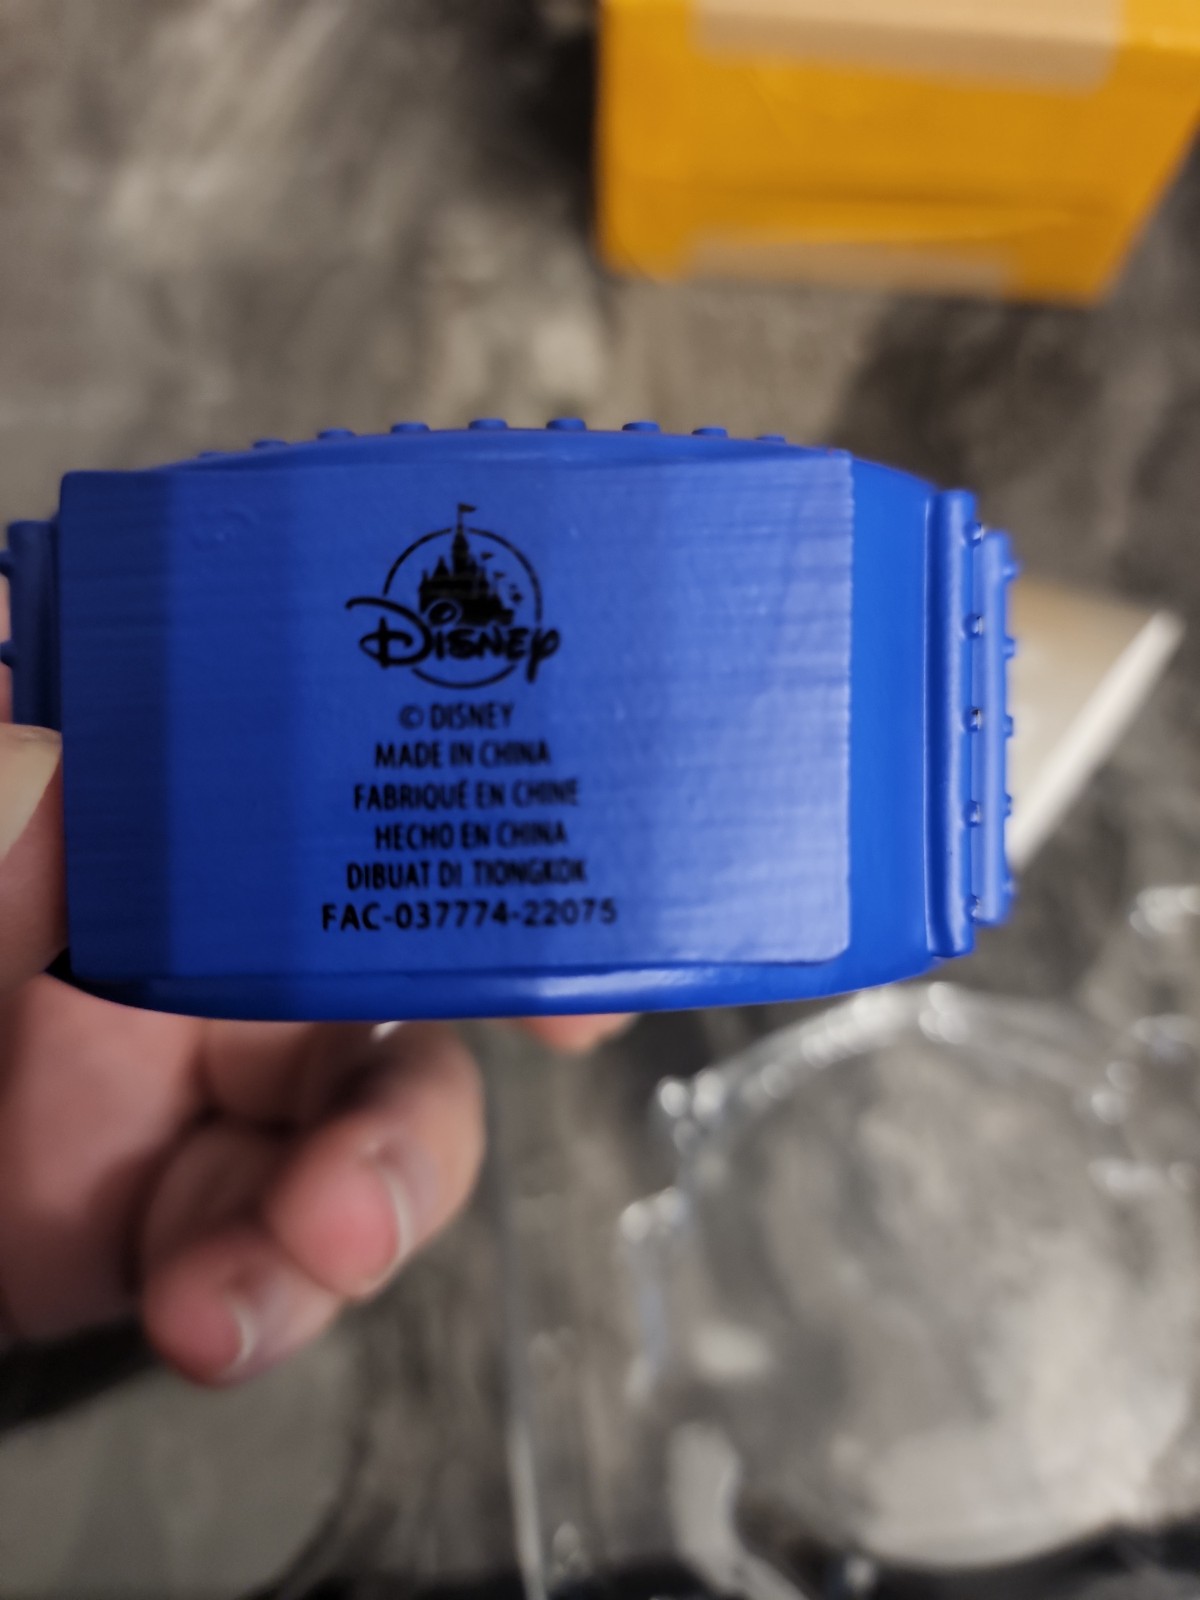 Disney
© DISNEY
MADE IN CHINA
FABRIQUÉ EN CHINE
HECHO EN CHINA
DIBUAT DI TIONGKOK
FAC-037774-22075